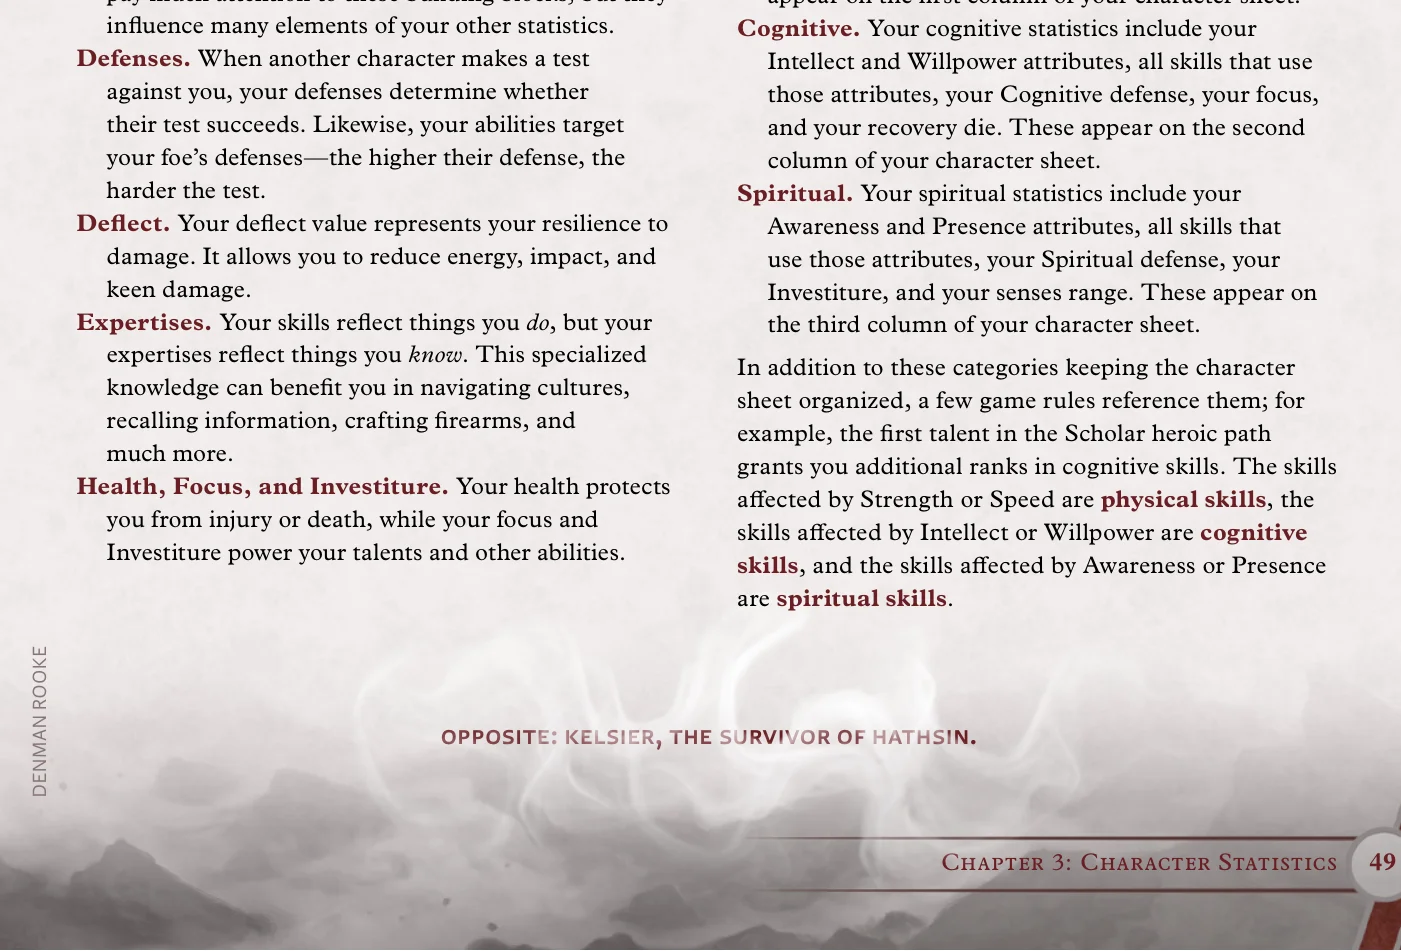 influence many elements of your other statistics.
Defenses. When another character makes a test
against you, your defenses determine whether
their test succeeds. Likewise, your abilities target
your foe's defenses—the higher their defense, the
harder the test.
Deflect. Your deflect value represents your resilience to
damage. It allows you to reduce energy, impact, and
keen damage.
Expertises. Your skills reflect things you do, but your
expertises reflect things you know. This specialized
knowledge can benefit you in navigating cultures,
recalling information, crafting firearms, and
much more.
Health, Focus, and Investiture. Your health protects
you from injury or death, while your focus and
Investiture power your talents and other abilities.
Cognitive. Your cognitive statistics include your
Intellect and Willpower attributes, all skills that use
those attributes, your Cognitive defense, your focus,
and your recovery die. These appear on the second
column of your character sheet.
Spiritual. Your spiritual statistics include your
Awareness and Presence attributes, all skills that
use those attributes, your Spiritual defense, your
Investiture, and your senses range. These appear on
the third column of your character sheet.
In addition to these categories keeping the character
sheet organized, a few game rules reference them; for
example, the first talent in the Scholar heroic path
grants you additional ranks in cognitive skills. The skills
affected by Strength or Speed are physical skills, the
skills affected by Intellect or Willpower are cognitive
skills, and the skills affected by Awareness or Presence
are spiritual skills.
DENMAN ROOKE
OPPOSITE: KELSIER, THE SURVIVOR OF HATHSIN.
Chapter 3: Character Statistics
49